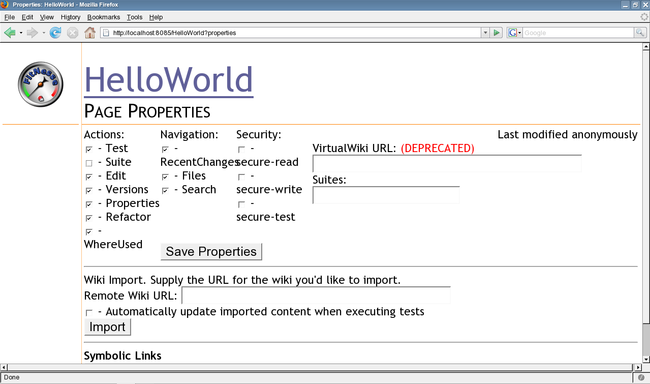 Properties: HelloWorld - Mozilla Firefox
File Edit View History Bookmarks Tools Help
http://localhost:8085/HelloWorld?properties
G Google
FitNesse
HelloWorld
PAGE PROPERTIES
Actions: Navigation: Security: Last modified anonymously
- Test - - VirtualWiki URL: (DEPRECATED)
- Suite RecentChanges secure-read
- Edit - Files - Suites:
- Versions - Search secure-write
- Properties -
- Refactor secure-test
-
WhereUsed Save Properties
Wiki Import. Supply the URL for the wiki you'd like to import.
Remote Wiki URL:
- Automatically update imported content when executing tests
Import
Symbolic Links
Done